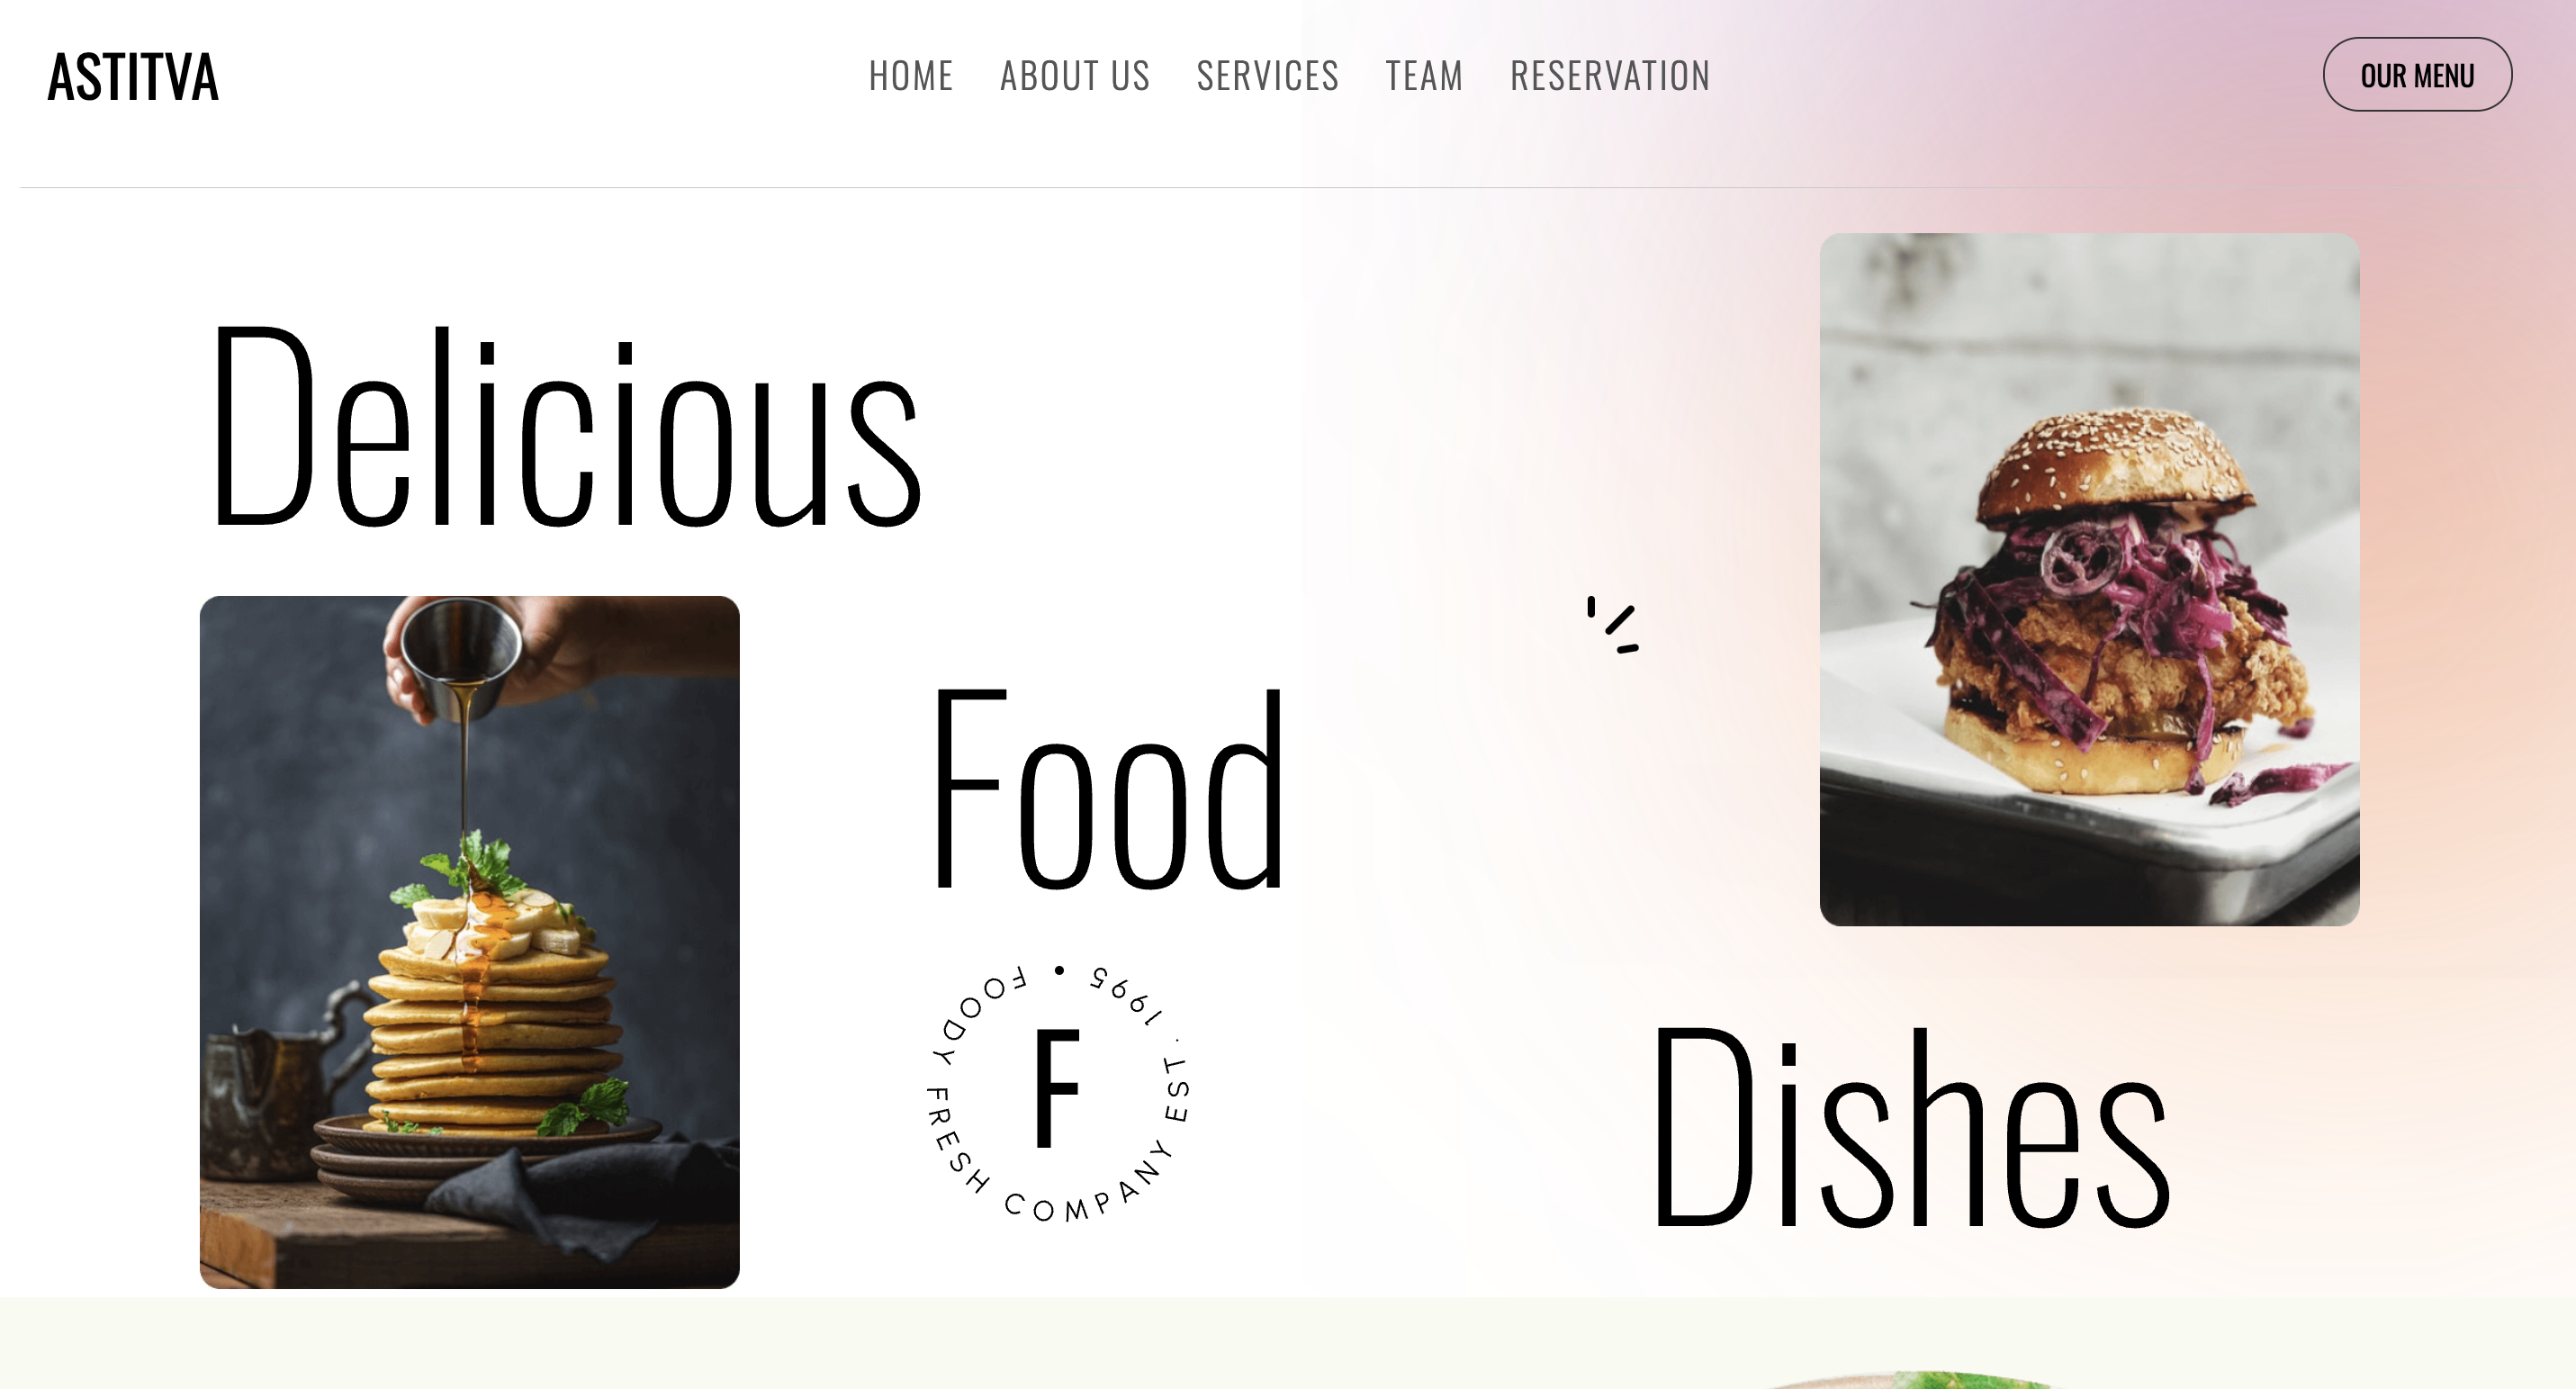 ASTITVA
HOME ABOUT US SERVICES TEAM RESERVATION
OUR MENU
Delicious
Food
FOODY FRESH COMPANY EST . 1995 •
F
Dishes